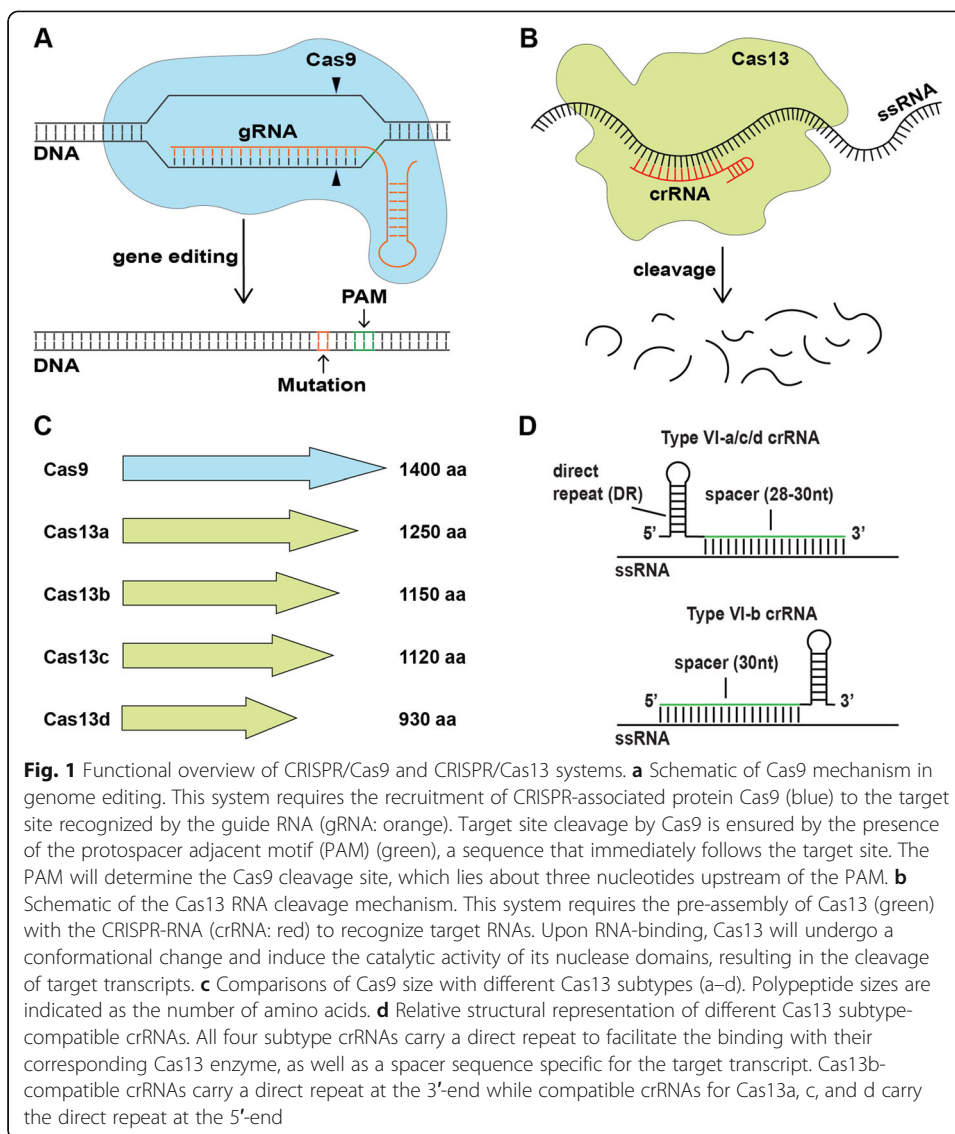 A
Cas9
gRNA
DNA
gene editing
PAM
DNA
Mutation
B
Cas13
ssRNA
crRNA
cleavage
C
Cas9
1400 aa
Cas13a
1250 aa
Cas13b
1150 aa
Cas13c
1120 aa
Cas13d
930 aa
D
Type VI-a/c/d crRNA
direct
repeat (DR)
spacer (28-30nt)
5’
3’
ssRNA
Type VI-b crRNA
spacer (30nt)
5’
3’
ssRNA
Fig. 1 Functional overview of CRISPR/Cas9 and CRISPR/Cas13 systems. a Schematic of Cas9 mechanism in
genome editing. This system requires the recruitment of CRISPR-associated protein Cas9 (blue) to the target
site recognized by the guide RNA (gRNA: orange). Target site cleavage by Cas9 is ensured by the presence
of the protospacer adjacent motif (PAM) (green), a sequence that immediately follows the target site. The
PAM will determine the Cas9 cleavage site, which lies about three nucleotides upstream of the PAM. b
Schematic of the Cas13 RNA cleavage mechanism. This system requires the pre-assembly of Cas13 (green)
with the CRISPR-RNA (crRNA: red) to recognize target RNAs. Upon RNA-binding, Cas13 will undergo a
conformational change and induce the catalytic activity of its nuclease domains, resulting in the cleavage
of target transcripts. c Comparisons of Cas9 size with different Cas13 subtypes (a–d). Polypeptide sizes are
indicated as the number of amino acids. d Relative structural representation of different Cas13 subtype-
compatible crRNAs. All four subtype crRNAs carry a direct repeat to facilitate the binding with their
corresponding Cas13 enzyme, as well as a spacer sequence specific for the target transcript. Cas13b-
compatible crRNAs carry a direct repeat at the 3′-end while compatible crRNAs for Cas13a, c, and d carry
the direct repeat at the 5′-end